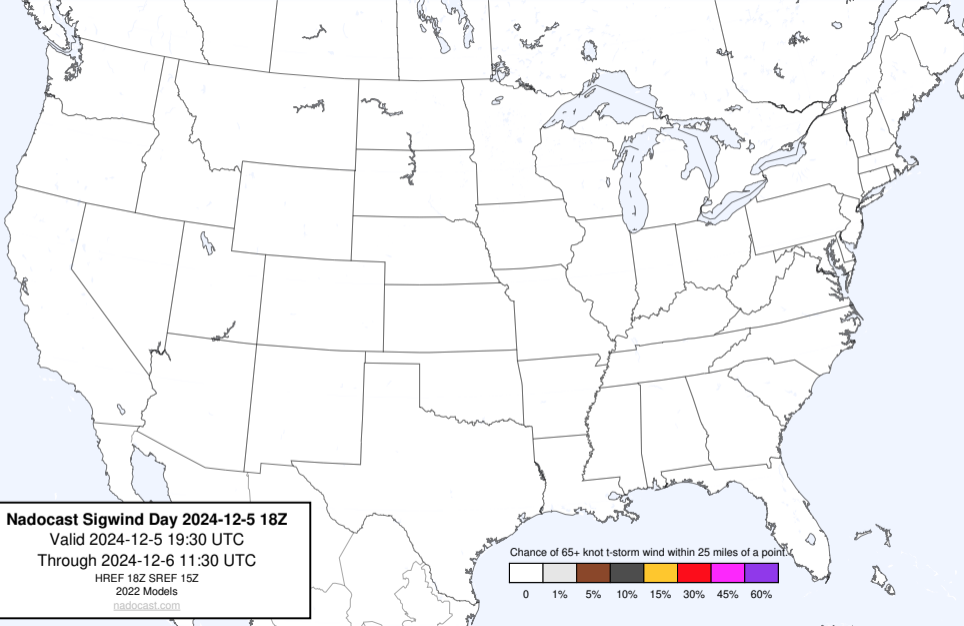 Nadocast Sigwind Day 2024-12-5 18Z
Valid 2024-12-5 19:30 UTC
Through 2024-12-6 11:30 UTC
HREF 18Z SREF 15Z
2022 Models
nadocast.com
Chance of 65+ knot t-storm wind within 25 miles of a point.
0 1% 5% 10% 15% 30% 45% 60%